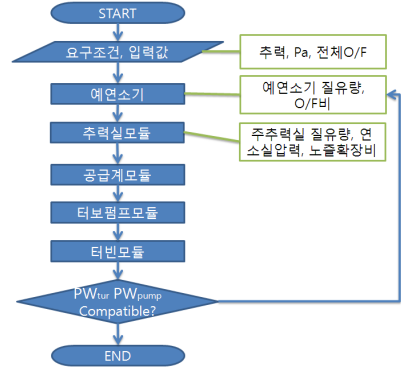 START
요구조건, 입력값
추력, Pa, 전체O/F
예연소기
예연소기 질유량,
O/F비
추력실모듈
주추력실 질유량, 연
소실압력, 노즐확장비
공급계모듈
터보펌프모듈
터빈모듈
PWtur PWpump
Compatible?
END